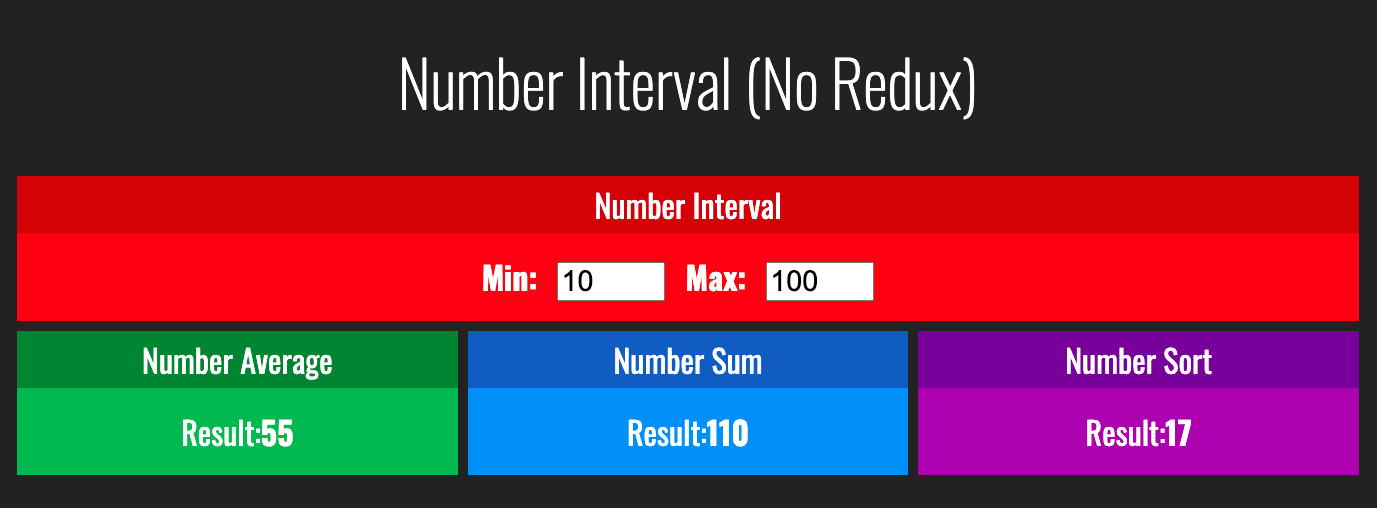 Number Interval (No Redux)
Number Interval
Min: 10 Max: 100
Number Average
Result:55
Number Sum
Result:110
Number Sort
Result:17